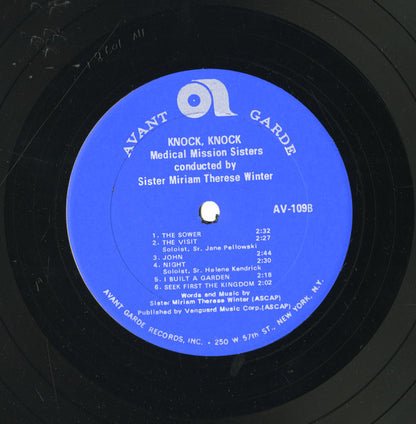 AVANT GARDE
KNOCK, KNOCK
Medical Mission Sisters
conducted by
Sister Miriam Therese Winter
AV-109B
1. THE SOWER 2:32
2. THE VISIT 2:27
Soloist, Sr. Jane Pellowski
3. JOHN 2:44
4. NIGHT 2:30
Soloist, Sr. Halene Kendrick
5. I BUILT A GARDEN 2:18
6. SEEK FIRST THE KINGDOM 2:02
Words and Music by
Sister Miriam Therese Winter (ASCAP)
Published by Vanguard Music Corp. (ASCAP)
AVANT GARDE RECORDS, INC. • 250 W 57th ST., NEW YORK, N.Y.